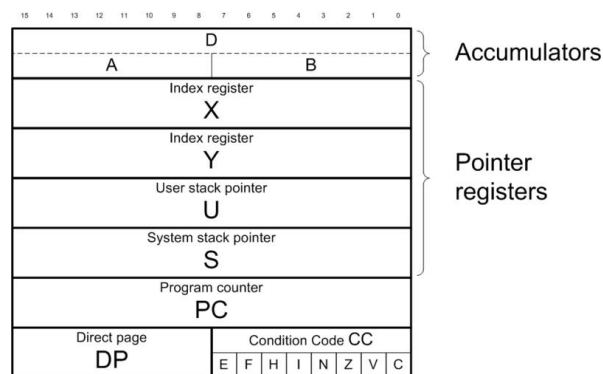 15 14 13 12 11 10 9 8 7 6 5 4 3 2 1 0
D
A B
Accumulators
Index register
X
Index register
Y
User stack pointer
U
System stack pointer
S
Pointer
registers
Program counter
PC
Direct page
DP
Condition Code CC
E F H I N Z V C